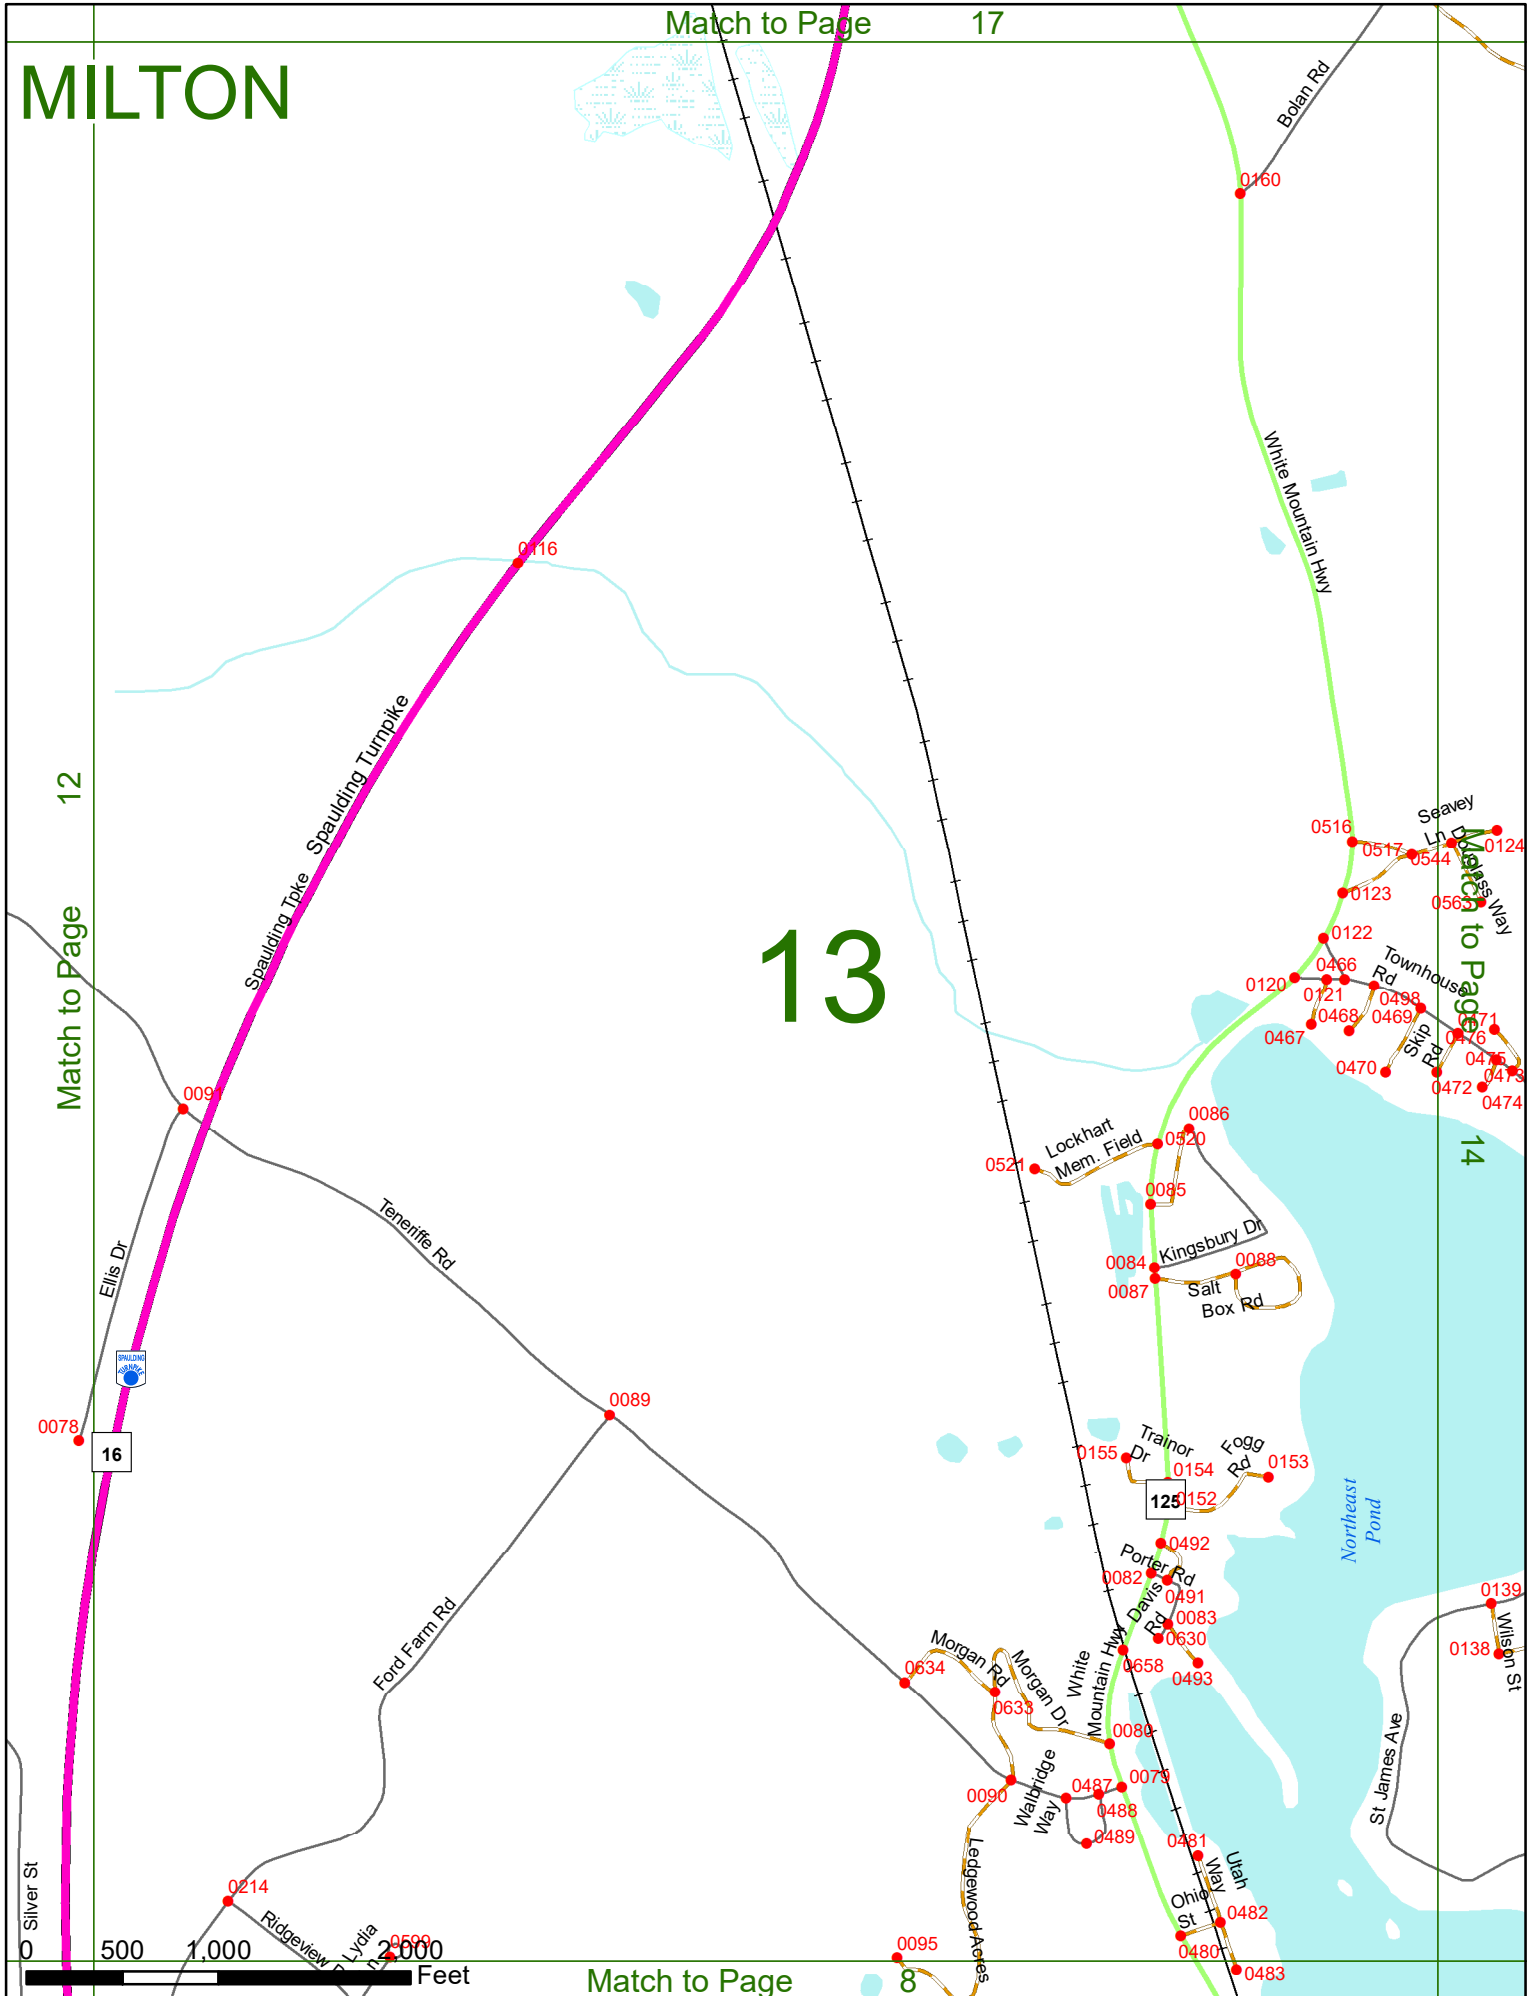 Match to Page 17
MILTON
Bolan Rd
0160
White Mountain Hwy
0116
Spaulding Turnpike
Spaulding Tpke
12
Match to Page
13
Seavey
Ln
Douglass Way
0516
0517
0544
0124
0123
0563
0122
Match to Page
14
Townhouse
Rd
0466
0120
0121
0498
0468
0469
0467
0471
0476
Skip
Rd
0475
0470
0472
0473
0474
0091
0086
Lockhart
Mem. Field
0520
0521
0085
Kingsbury Dr
0084
0088
0087
Salt
Box Rd
Ellis Dr
Teneriffe Rd
SPAULDING
TURNPIKE
0078
16
0089
Trainor
Dr
Fogg
Rd
0155
0153
0154
125
0152
Northeast
Pond
0492
Porter Rd
0082
0491
Davis
Rd
0083
0630
0658
0493
0139
0138
Wilson St
Ford Farm Rd
Morgan Rd
Morgan Dr
White
Mountain Hwy
0634
0633
0080
St James Ave
0079
0090
Walbridge
Way
0487
0488
0489
0481
Utah
Way
Ledgewood Acres
Ohio
St
0482
0480
0483
Silver St
0214
Ridgeview
Lydia
0599
0095
0 500 1,000 2,000
Feet
Match to Page 8